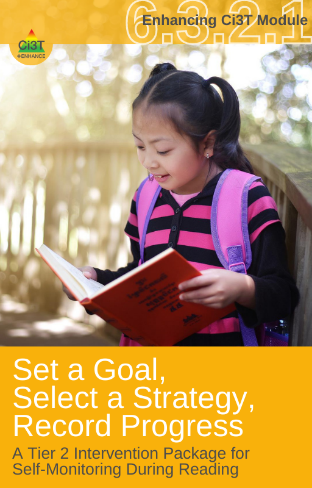 6.3.2.1
Enhancing Ci3T Module
Ci3T
#ENHANCE
Set a Goal,
Select a Strategy,
Record Progress
A Tier 2 Intervention Package for
Self-Monitoring During Reading